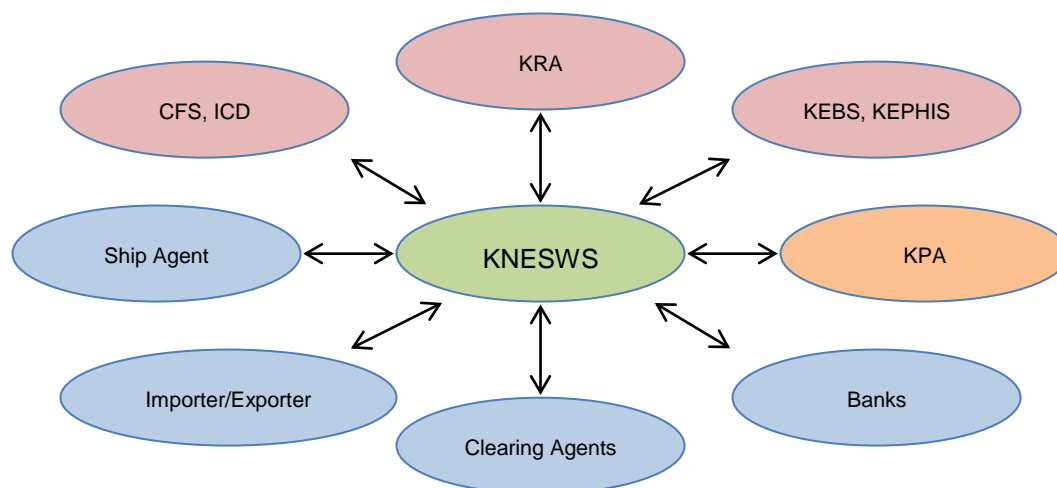 KRA
CFS, ICD
KEBS, KEPHIS
Ship Agent
KNESWS
KPA
Importer/Exporter
Banks
Clearing Agents